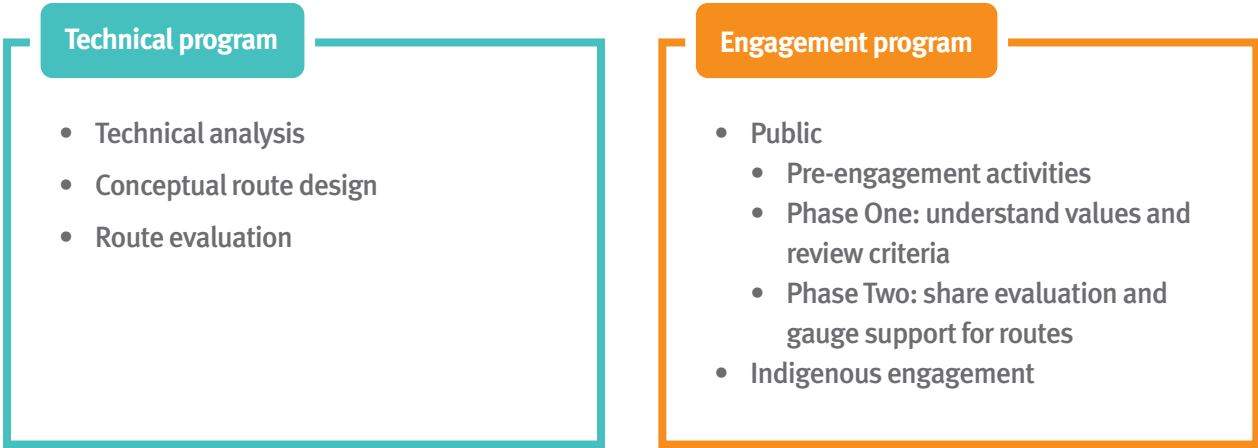 Technical program
• Technical analysis
• Conceptual route design
• Route evaluation
Engagement program
• Public
• Pre-engagement activities
• Phase One: understand values and
review criteria
• Phase Two: share evaluation and
gauge support for routes
• Indigenous engagement